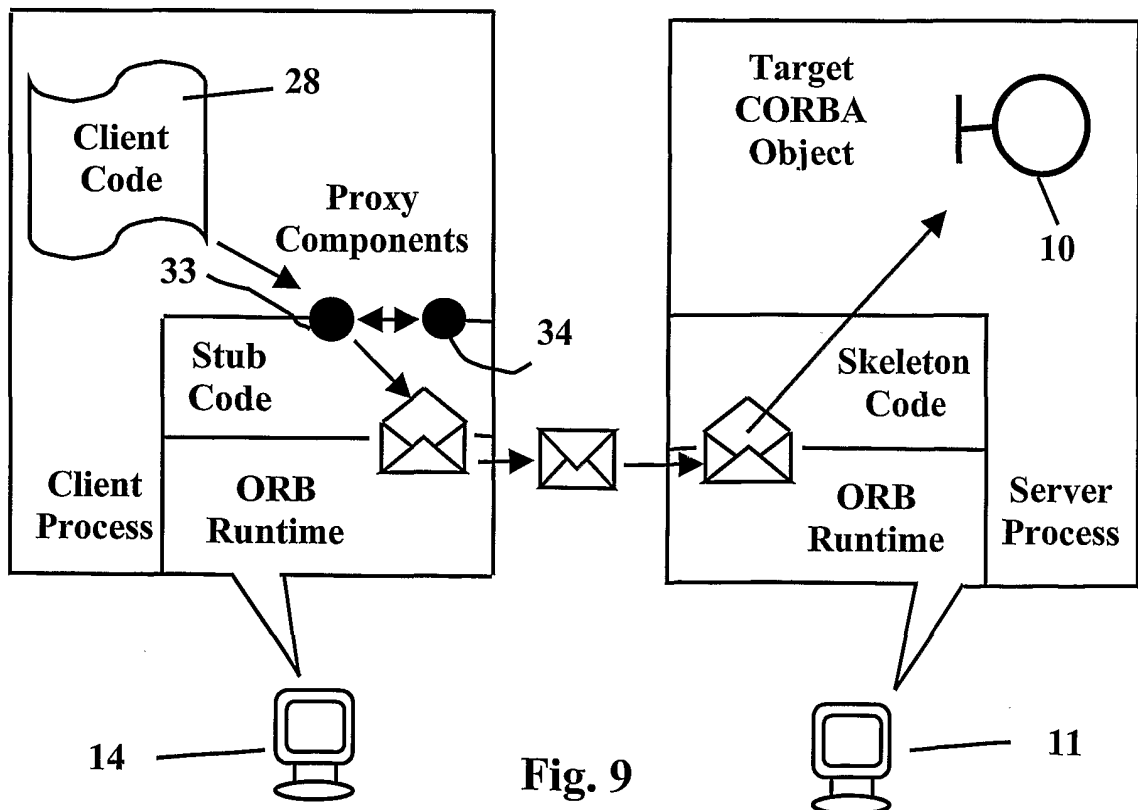 28
Client
Code
Proxy
Components
33
34
Stub
Code
Client
Process
ORB
Runtime
14
Target
CORBA
Object
10
Skeleton
Code
ORB
Runtime
Server
Process
11
Fig. 9